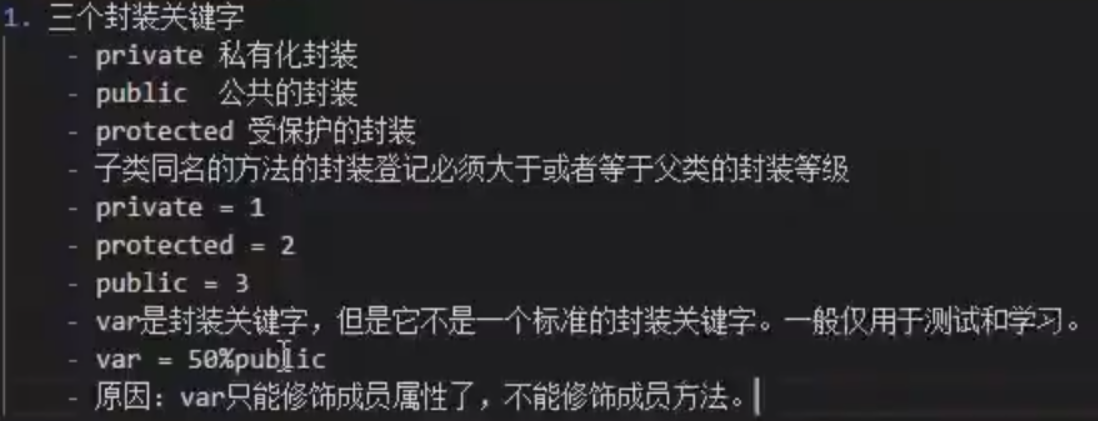 1. 三个封装关键字
- private 私有化封装
- public 公共的封装
- protected 受保护的封装
- 子类同名的方法的封装登记必须大于或者等于父类的封装等级
- private = 1
- protected = 2
- public = 3
- var是封装关键字，但是它不是一个标准的封装关键字。一般仅用于测试和学习。
- var = 50%public
- 原因：var只能修饰成员属性了，不能修饰成员方法。